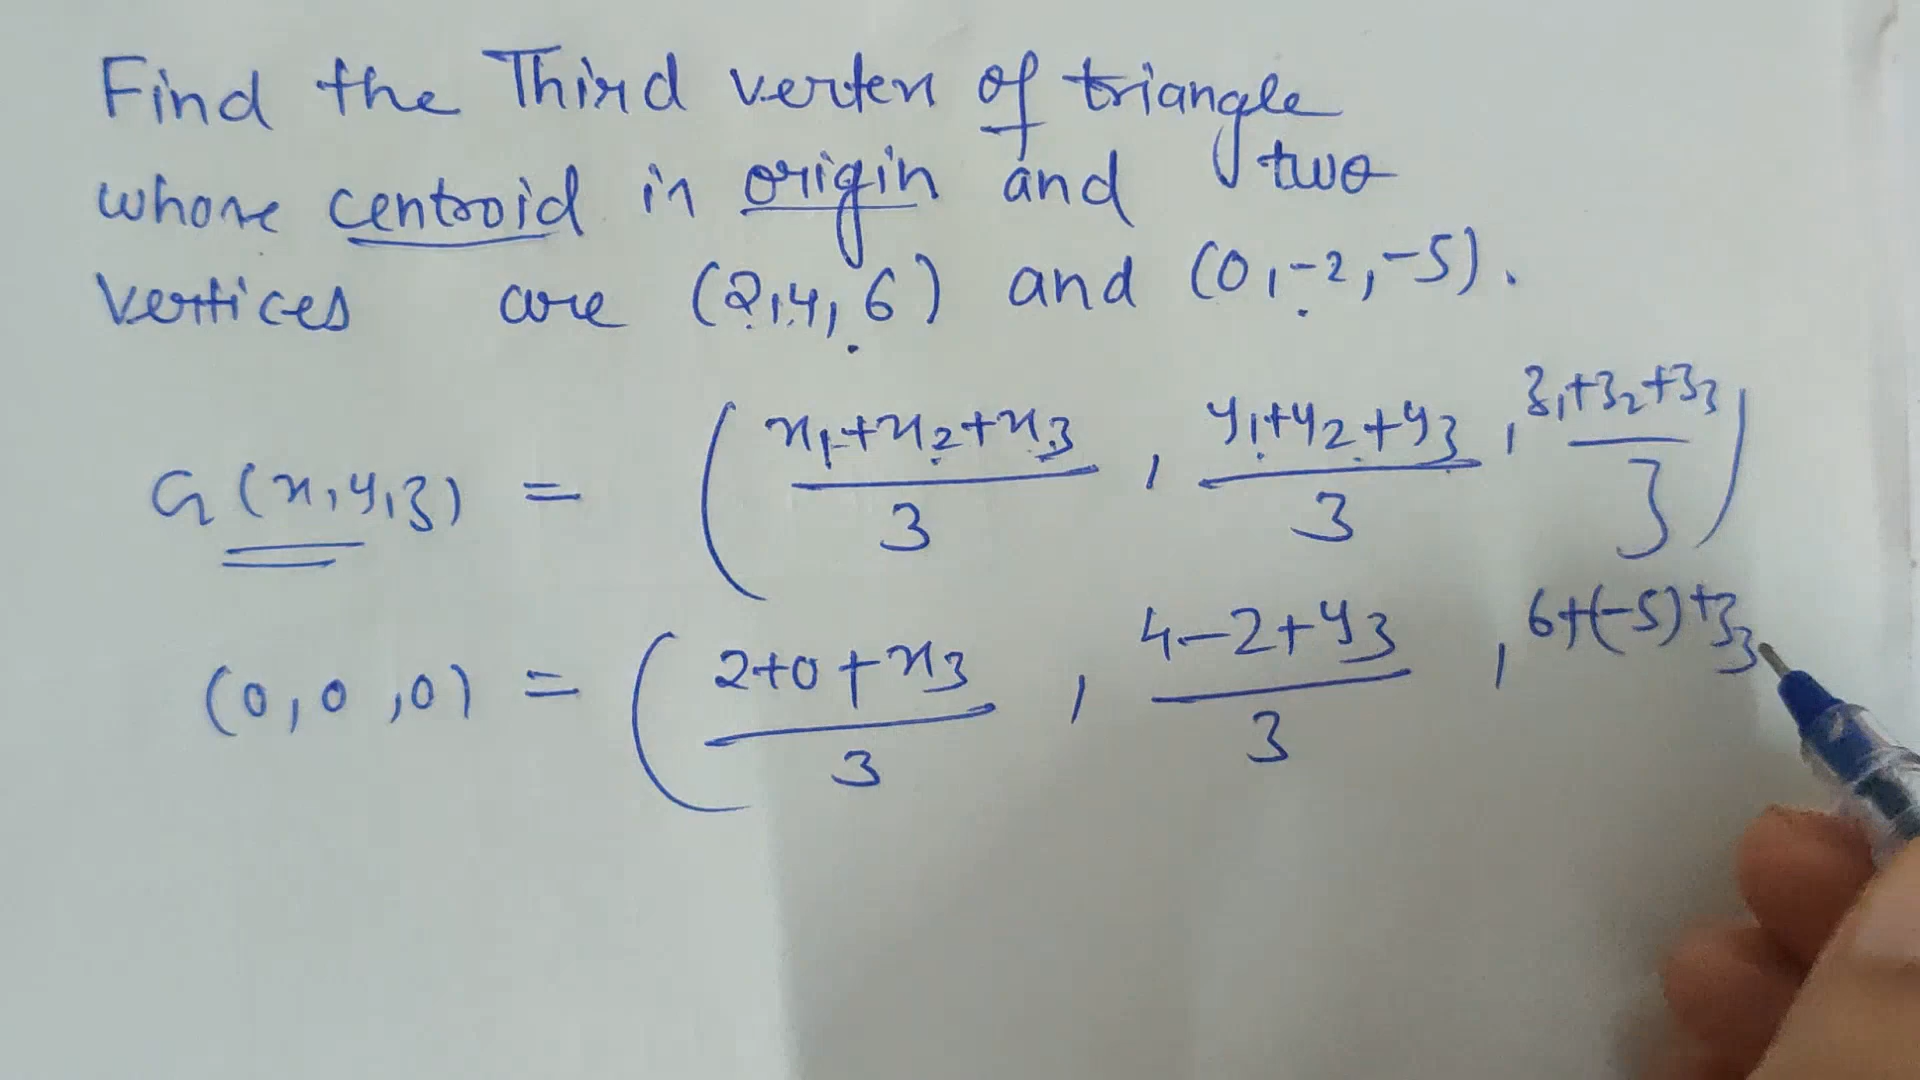 Find the Third vertex of triangle
whose centroid is origin and two
vertices are (2,4,6) and (0,-2,-5).
G(x,y,z) = ( x₁+x₂+x₃/3 , y₁+y₂+y₃/3 , z₁+z₂+z₃/3 )
(0,0,0) = ( 2+0+x₃/3 , 4-2+y₃/3 , 6+(-5)+z₃